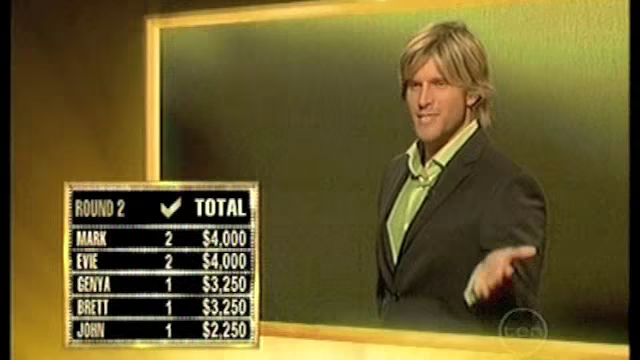 ROUND 2 ✓ TOTAL
MARK 2 $4,000
EVIE 2 $4,000
GENYA 1 $3,250
BRETT 1 $3,250
JOHN 1 $2,250
ten